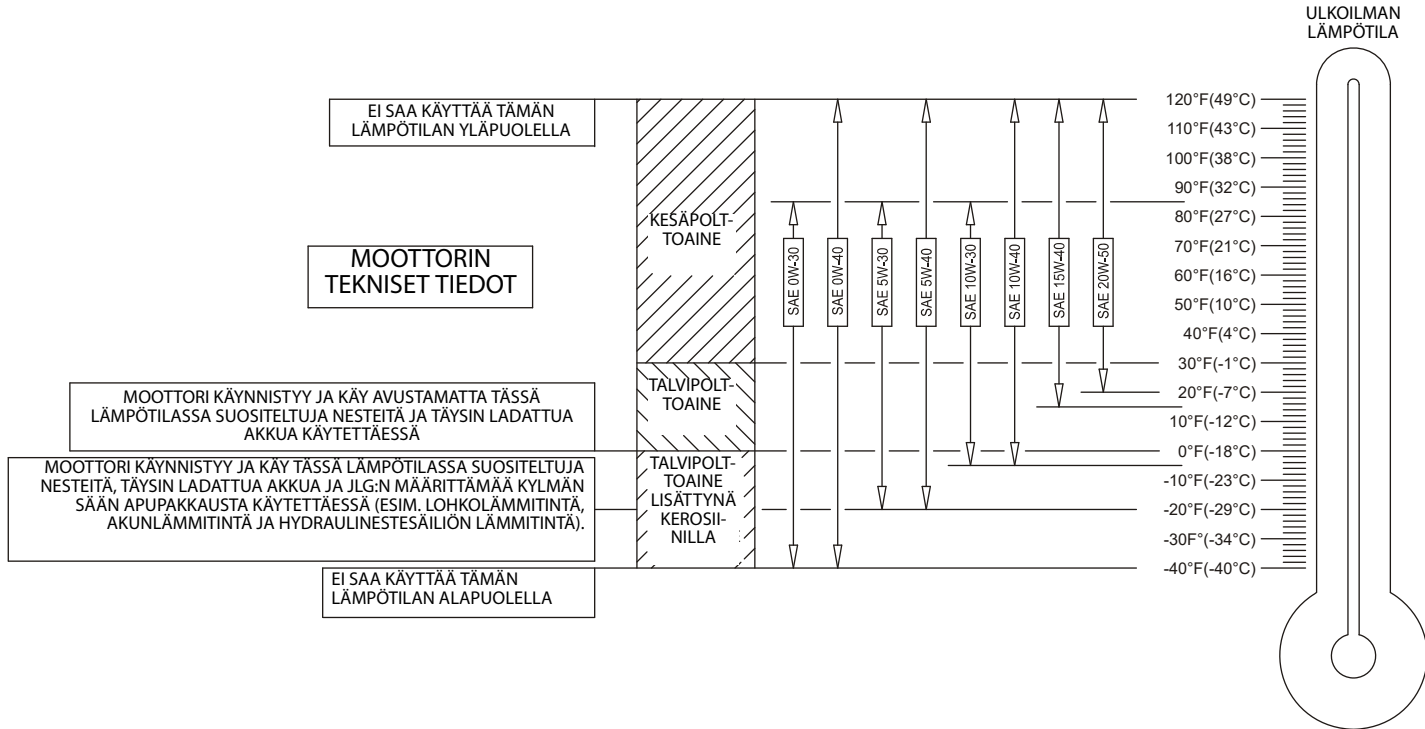 ULKOILMAN
LÄMPÖTILA
EI SAA KÄYTTÄÄ TÄMÄN
LÄMPÖTILAN YLÄPUOLELLA
MOOTTORIN
TEKNISET TIEDOT
MOOTTORI KÄYNNISTYY JA KÄY AVUSTAMATTA TÄSSÄ
LÄMPÖTILASSA SUOSITELTUJA NESTEITÄ JA TÄYSIN LADATTUA
AKKUA KÄYTETTÄESSÄ
MOOTTORI KÄYNNISTYY JA KÄY TÄSSÄ LÄMPÖTILASSA SUOSITELTUJA
NESTEITÄ, TÄYSIN LADATTUA AKKUA JA JLG:N MÄÄRITTÄMÄÄ KYLMÄN
SÄÄN APUPAKKAUSTA KÄYTETTÄESSÄ (ESIM. LOHKOLÄMMITINTÄ,
AKUNLÄMMITINTÄ JA HYDRAULINESTESÄILIÖN LÄMMITINTÄ).
EI SAA KÄYTTÄÄ TÄMÄN
LÄMPÖTILAN ALAPUOLELLA
KESÄPOLT-
TOAINE
TALVIPOLT-
TOAINE
TALVIPOLT-
TOAINE
LISÄTTYNÄ
KEROSII-
NILLA
SAE 0W-30
SAE 0W-40
SAE 5W-30
SAE 5W-40
SAE 10W-30
SAE 10W-40
SAE 15W-40
SAE 20W-50
120°F(49°C)
110°F(43°C)
100°F(38°C)
90°F(32°C)
80°F(27°C)
70°F(21°C)
60°F(16°C)
50°F(10°C)
40°F(4°C)
30°F(-1°C)
20°F(-7°C)
10°F(-12°C)
0°F(-18°C)
-10°F(-23°C)
-20°F(-29°C)
-30F°(-34°C)
-40°F(-40°C)